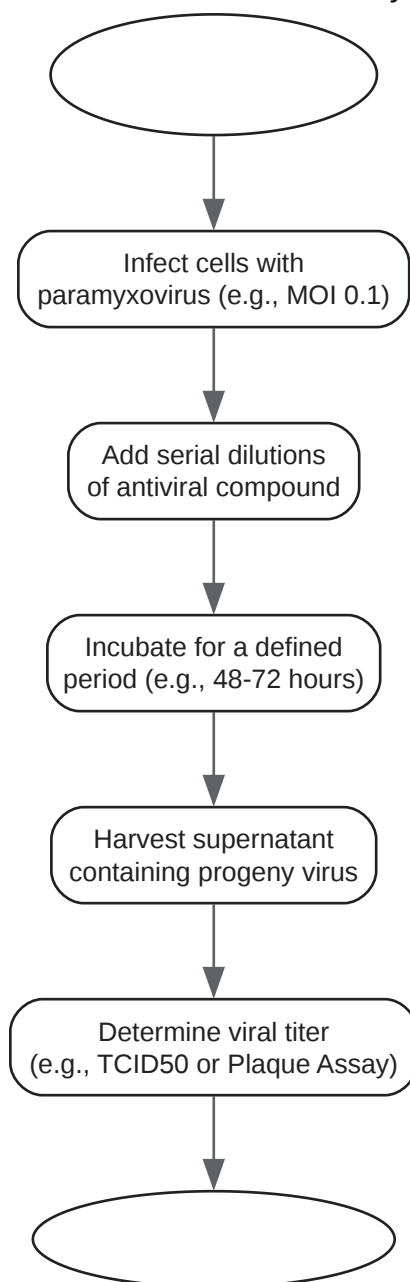 Infect cells with
paramyxovirus (e.g., MOI 0.1)
Add serial dilutions
of antiviral compound
Incubate for a defined
period (e.g., 48-72 hours)
Harvest supernatant
containing progeny virus
Determine viral titer
(e.g., TCID50 or Plaque Assay)